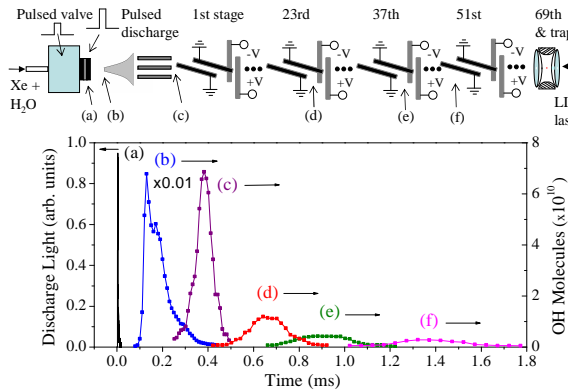 Pulsed valve
Pulsed discharge
1st stage
23rd
37th
51st
69th & trap
Xe + H₂O
-V
+V
-V
+V
-V
+V
-V
+V
(a)
(b)
(c)
(d)
(e)
(f)
LI
las
Discharge Light (arb. units)
1.0
0.8
0.6
0.4
0.2
0.0
(a)
(b)
x0.01
(c)
(d)
(e)
(f)
8
6
4
2
0
OH Molecules (x10¹⁰)
0.0 0.2 0.4 0.6 0.8 1.0 1.2 1.4 1.6 1.8
Time (ms)